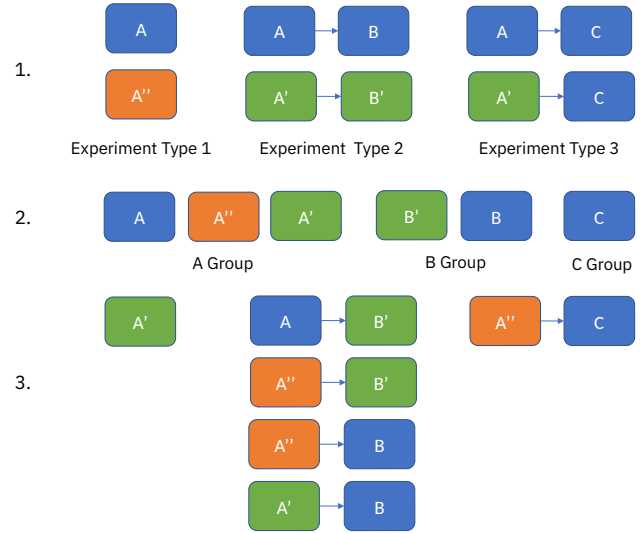 1.
A A B A C
A'' A' B' A' C
Experiment Type 1 Experiment Type 2 Experiment Type 3
2.
A A'' A' B' B C
A Group B Group C Group
3.
A' A B' A'' C
A'' B'
A'' B
A' B